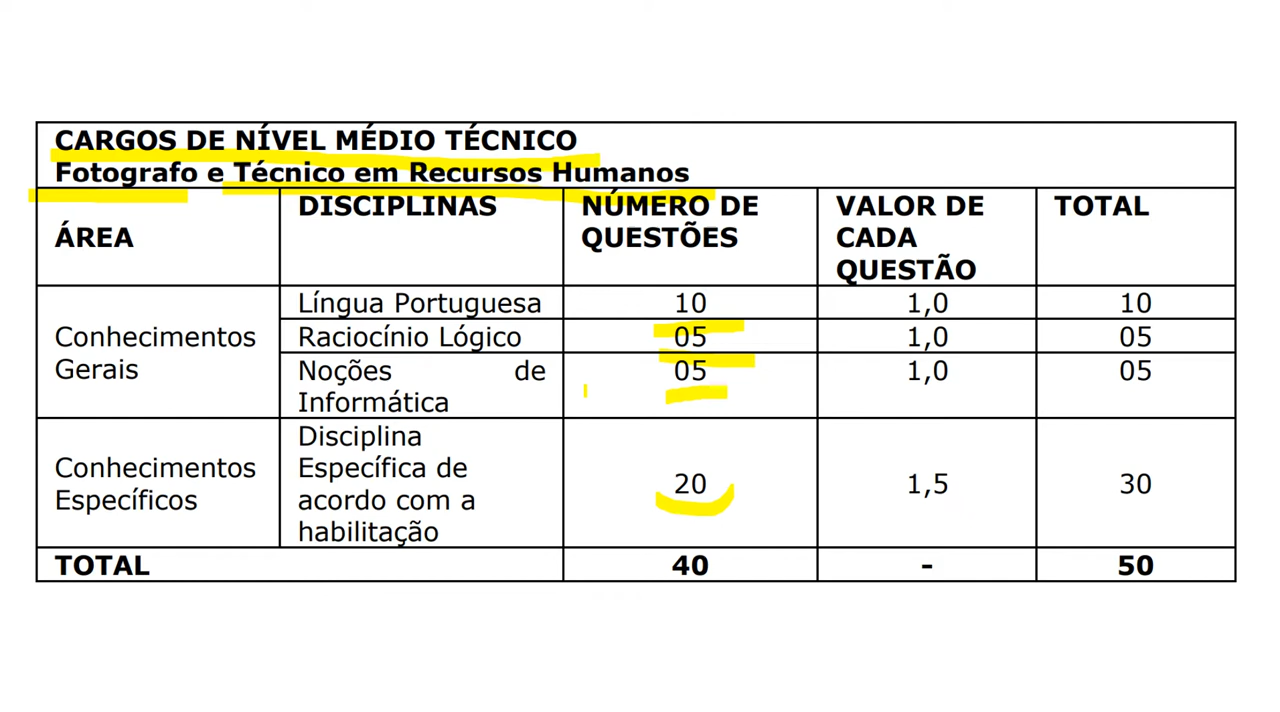 CARGOS DE NÍVEL MÉDIO TÉCNICO
Fotografo e Técnico em Recursos Humanos
ÁREA
DISCIPLINAS
NÚMERO DE
QUESTÕES
VALOR DE
CADA
QUESTÃO
TOTAL
Conhecimentos
Gerais
Língua Portuguesa 10 1,0 10
Raciocínio Lógico 05 1,0 05
Noções de 05 1,0 05
Informática
Conhecimentos
Específicos
Disciplina
Específica de
acordo com a
habilitação
20 1,5 30
TOTAL 40 - 50